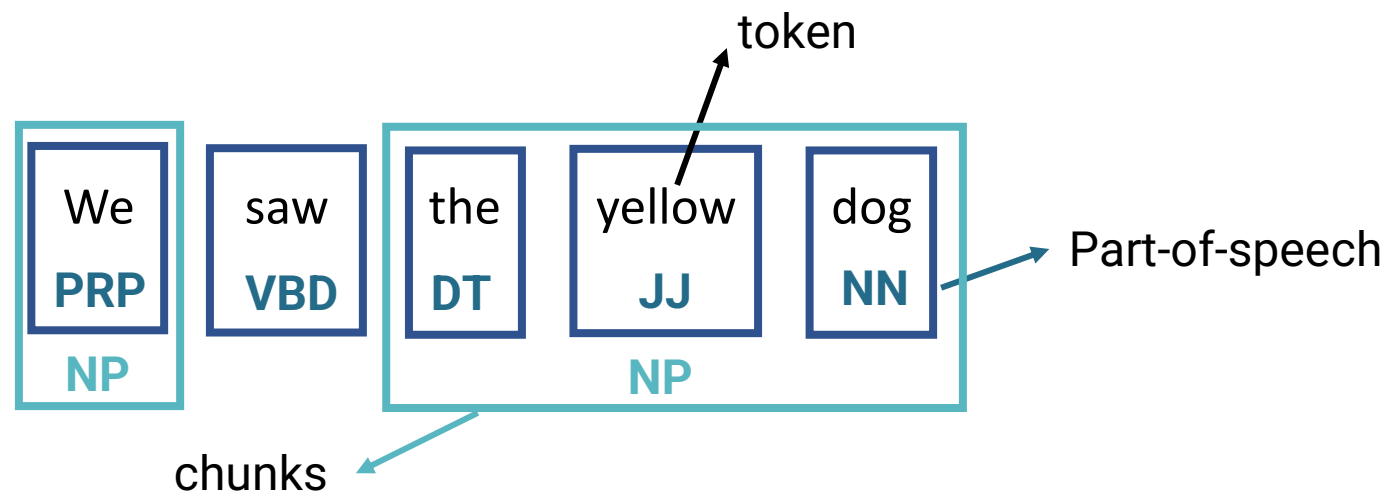 token
We saw the yellow dog
PRP VBD DT JJ NN
Part-of-speech
NP NP
chunks